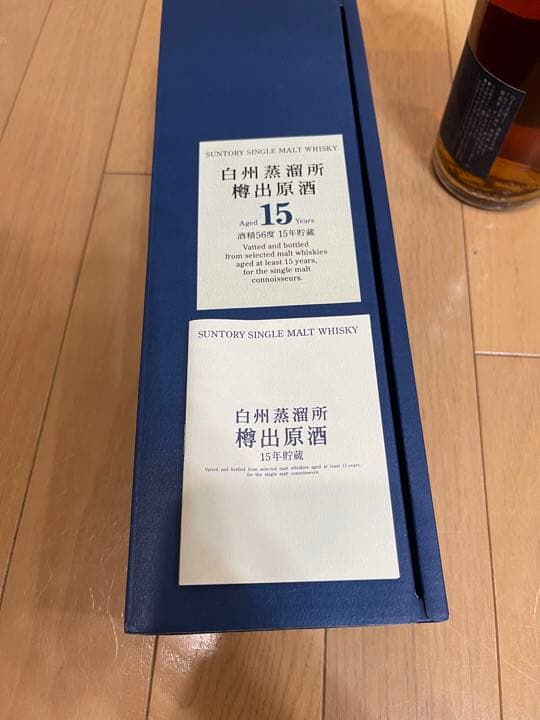 SUNTORY SINGLE MALT WHISKY
白州蒸溜所
樽出原酒
Aged 15 Years
酒精56度 15年貯蔵
Vatted and bottled
from selected malt whiskies
aged at least 15 years,
for the single malt
connoisseurs.
SUNTORY SINGLE MALT WHISKY
白州蒸溜所
樽出原酒
15年貯蔵
Vatted and bottled from selected malt whiskies aged at least 15 years,
for the single malt connoisseurs.